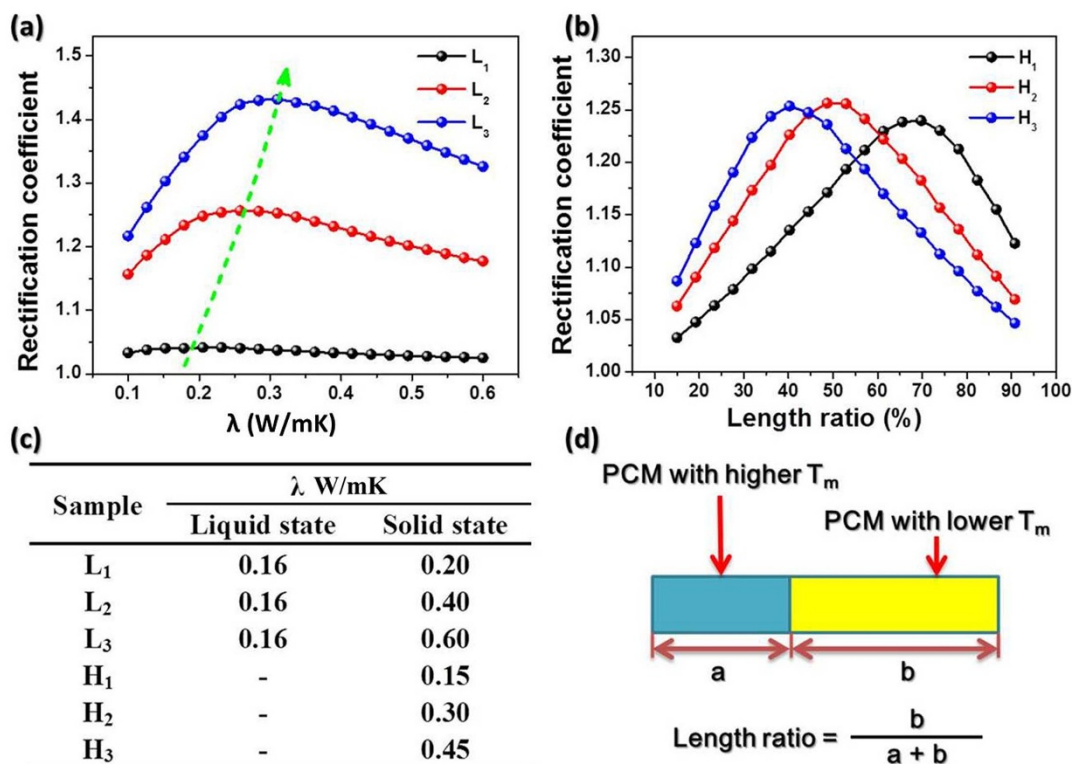 (a)
Rectification coefficient
1.5
1.4
1.3
1.2
1.1
1.0
L₁
L₂
L₃
0.1 0.2 0.3 0.4 0.5 0.6
λ (W/mK)
(b)
Rectification coefficient
1.30
1.25
1.20
1.15
1.10
1.05
1.00
H₁
H₂
H₃
10 20 30 40 50 60 70 80 90 100
Length ratio (%)
(c)
Sample λ W/mK
Liquid state Solid state
L₁ 0.16 0.20
L₂ 0.16 0.40
L₃ 0.16 0.60
H₁ - 0.15
H₂ - 0.30
H₃ - 0.45
(d)
PCM with higher Tₘ
PCM with lower Tₘ
a b
Length ratio = b
a + b